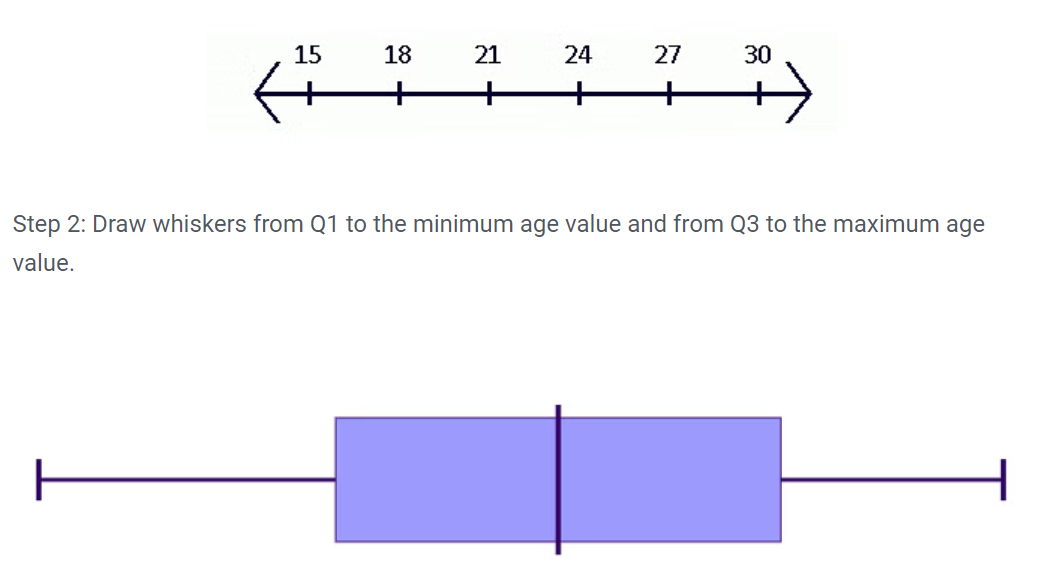 15 18 21 24 27 30
Step 2: Draw whiskers from Q1 to the minimum age value and from Q3 to the maximum age
value.